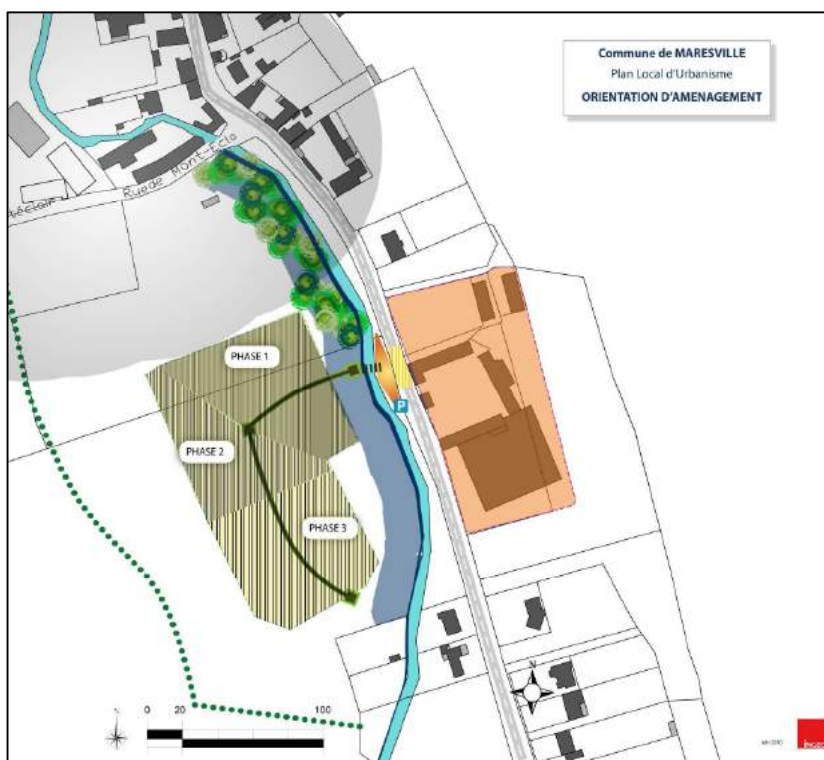 Commune de MARESVILLE
Plan Local d'Urbanisme
ORIENTATION D'AMENAGEMENT
Rue de Mont-Ecla
PHASE 1
P
PHASE 2
PHASE 3
N
0 20 100